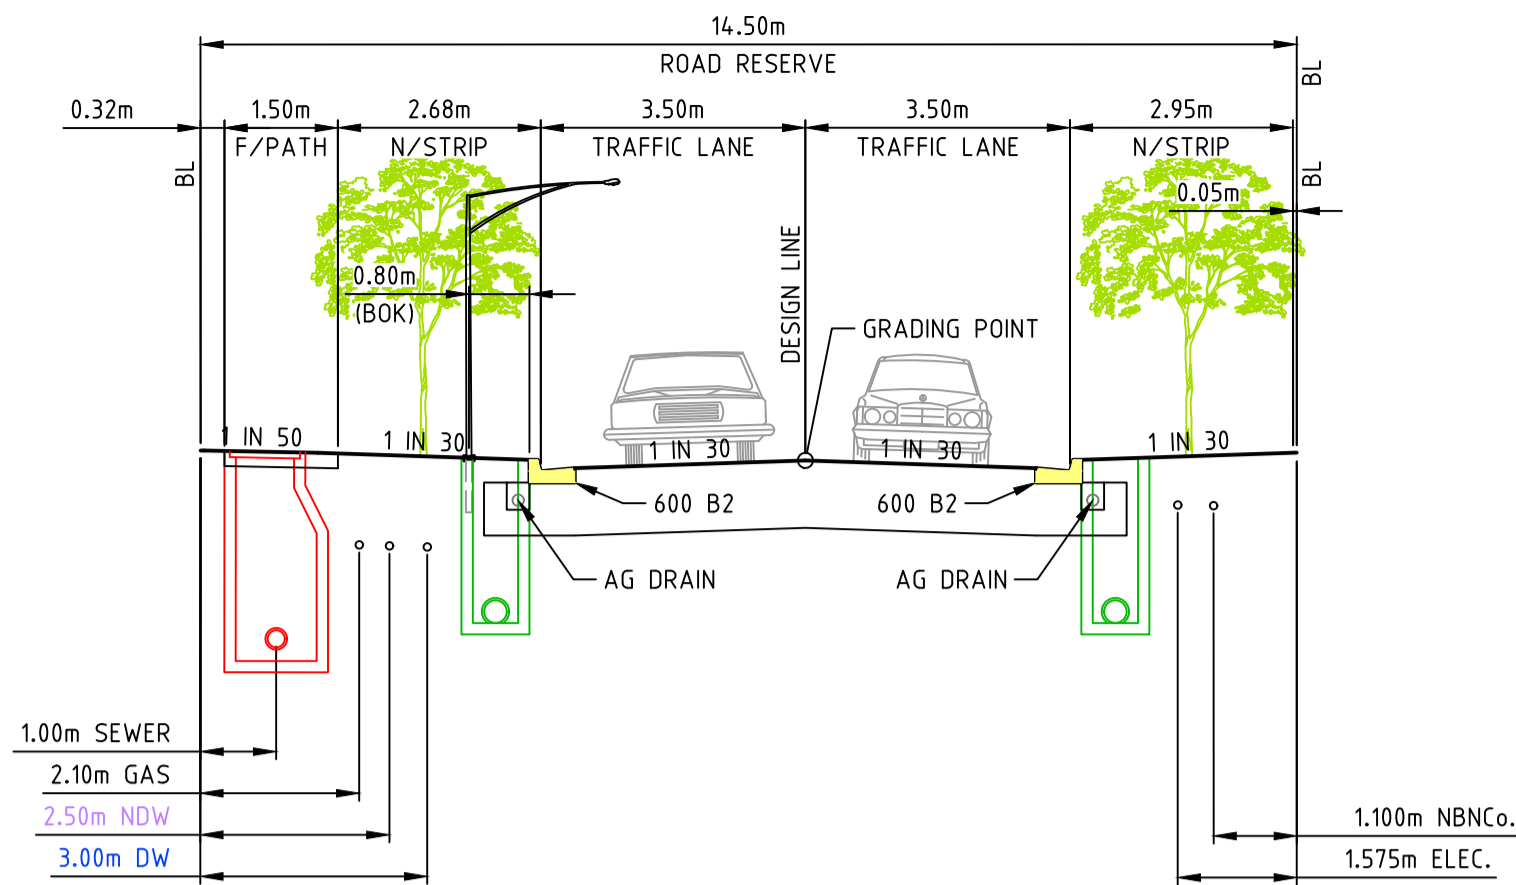 14.50m
ROAD RESERVE
BL
0.32m
1.50m
2.68m
3.50m
3.50m
2.95m
F/PATH
N/STRIP
TRAFFIC LANE
TRAFFIC LANE
N/STRIP
BL
BL
0.05m
0.80m
(BOK)
DESIGN LINE
GRADING POINT
1 IN 50
1 IN 30
1 IN 30
1 IN 30
1 IN 30
600 B2
600 B2
AG DRAIN
AG DRAIN
1.00m SEWER
2.10m GAS
2.50m NDW
3.00m DW
1.100m NBNCo.
1.575m ELEC.